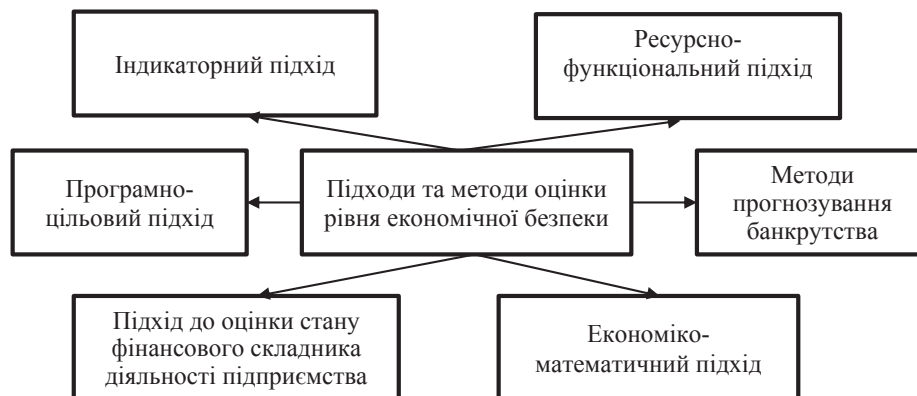 Індикаторний підхід
Ресурсно-
функціональний підхід
Програмно-
цільовий підхід
Підходи та методи оцінки
рівня економічної безпеки
Методи
прогнозування
банкрутства
Підхід до оцінки стану
фінансового складника
діяльності підприємства
Економіко-
математичний підхід